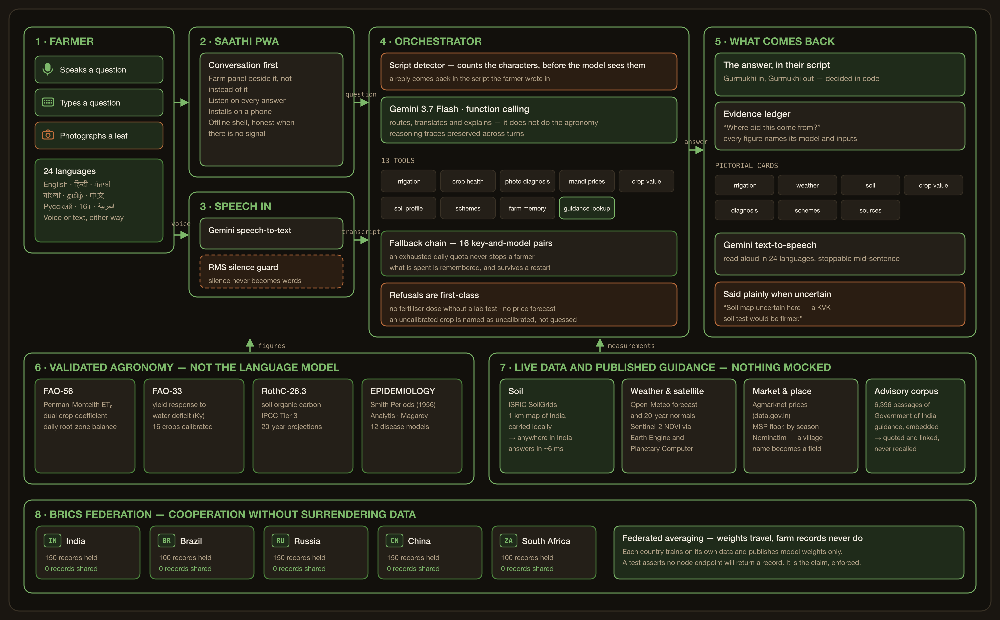 1 · FARMER
Speaks a question
Types a question
Photographs a leaf
24 languages
English · हिन्दी · ਪੰਜਾਬੀ
বাংলা · தமிழ் · 中文
Русский · العربية · +16
Voice or text, either way
voice
2 · SAATHI PWA
Conversation first
Farm panel beside it, not
instead of it
Listen on every answer
Installs on a phone
Offline shell, honest when
there is no signal
question
3 · SPEECH IN
Gemini speech-to-text
RMS silence guard
silence never becomes words
transcript
4 · ORCHESTRATOR
Script detector — counts the characters, before the model sees them
a reply comes back in the script the farmer wrote in
Gemini 3.7 Flash · function calling
routes, translates and explains — it does not do the agronomy
reasoning traces preserved across turns
13 TOOLS
irrigation
crop health
photo diagnosis
mandi prices
crop value
soil profile
schemes
farm memory
guidance lookup
Fallback chain — 16 key-and-model pairs
an exhausted daily quota never stops a farmer
what is spent is remembered, and survives a restart
Refusals are first-class
no fertiliser dose without a lab test · no price forecast
an uncalibrated crop is named as uncalibrated, not guessed
answer
5 · WHAT COMES BACK
The answer, in their script
Gurmukhi in, Gurmukhi out — decided in code
Evidence ledger
“Where did this come from?”
every figure names its model and inputs
PICTORIAL CARDS
irrigation
weather
soil
crop value
diagnosis
schemes
sources
Gemini text-to-speech
read aloud in 24 languages, stoppable mid-sentence
Said plainly when uncertain
“Soil map uncertain here — a KVK
soil test would be firmer.”
figures
measurements
6 · VALIDATED AGRONOMY — NOT THE LANGUAGE MODEL
FAO-56
Penman-Monteith ET₀
dual crop coefficient
daily root-zone balance
FAO-33
yield response to
water deficit (Ky)
16 crops calibrated
RothC-26.3
soil organic carbon
IPCC Tier 3
20-year projections
EPIDEMIOLOGY
Smith Periods (1956)
Analytis · Magarey
12 disease models
7 · LIVE DATA AND PUBLISHED GUIDANCE — NOTHING MOCKED
Soil
ISRIC SoilGrids
1 km map of India,
carried locally
→ anywhere in India
answers in ~6 ms
Weather & satellite
Open-Meteo forecast
and 20-year normals
Sentinel-2 NDVI via
Earth Engine and
Planetary Computer
Market & place
Agmarknet prices
(data.gov.in)
MSP floor, by season
Nominatim — a village
name becomes a field
Advisory corpus
6,396 passages of
Government of India
guidance, embedded
→ quoted and linked,
never recalled
8 · BRICS FEDERATION — COOPERATION WITHOUT SURRENDERING DATA
IN India
150 records held
0 records shared
BR Brazil
100 records held
0 records shared
RU Russia
150 records held
0 records shared
CN China
150 records held
0 records shared
ZA South Africa
100 records held
0 records shared
Federated averaging — weights travel, farm records never do
Each country trains on its own data and publishes model weights only.
A test asserts no node endpoint will return a record. It is the claim, enforced.